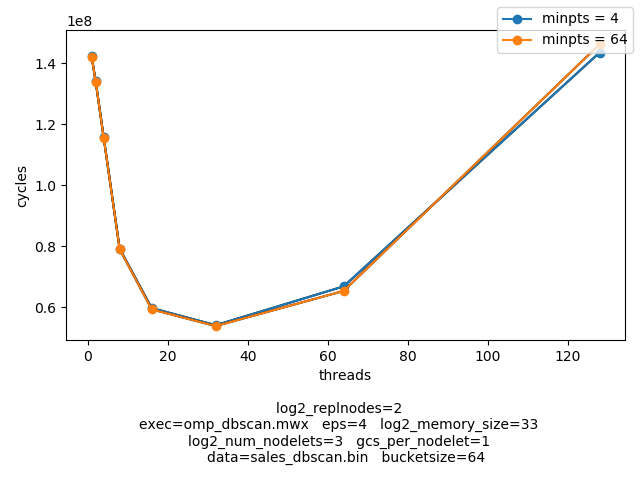 1e8
minpts = 4
minpts = 64
1.4
1.2
1.0
0.8
0.6
cycles
0 20 40 60 80 100 120
threads
log2_replnodes=2
exec=omp_dbscan.mwx eps=4 log2_memory_size=33
log2_num_nodelets=3 gcs_per_nodelet=1
data=sales_dbscan.bin bucketsize=64